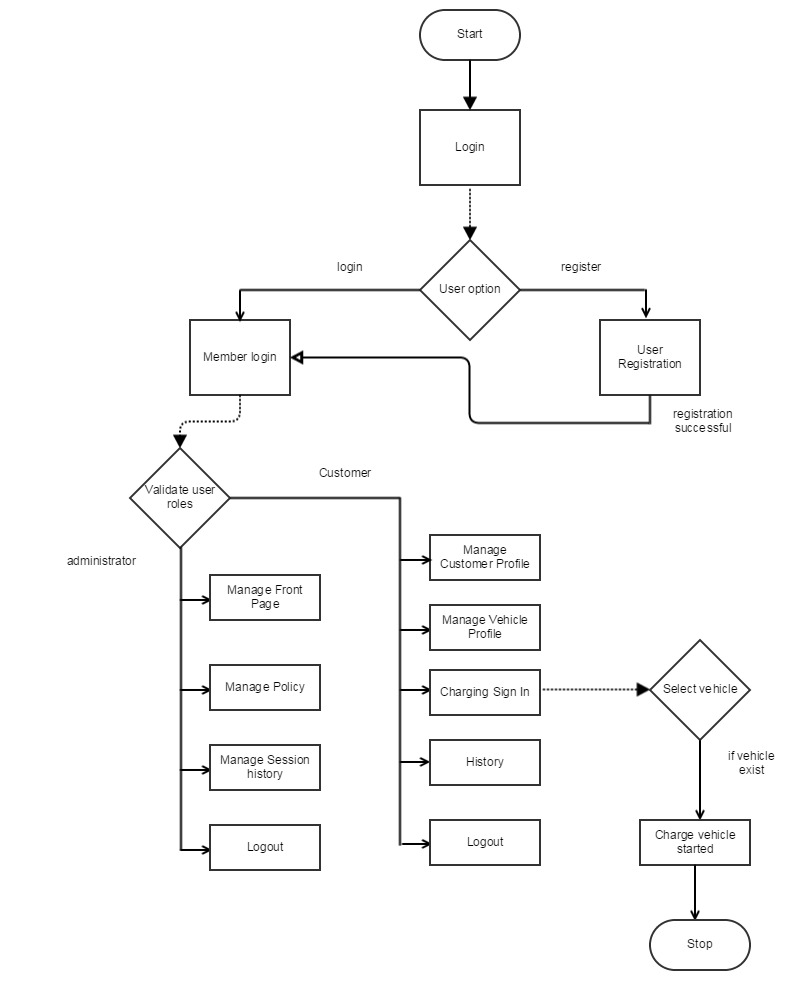 Start
Login
login
register
User option
Member login
User
Registration
registration
successful
Customer
Validate user
roles
administrator
Manage
Customer Profile
Manage Front
Page
Manage Vehicle
Profile
Manage Policy
Charging Sign In
Select vehicle
Manage Session
history
History
if vehicle
exist
Logout
Logout
Charge vehicle
started
Stop